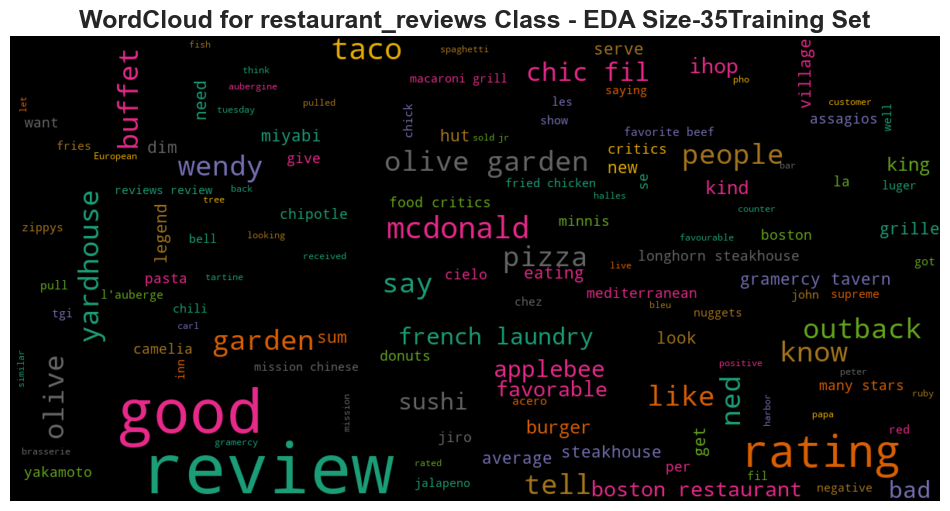 WordCloud for restaurant_reviews Class - EDA Size-35Training Set
fish
taco
spaghetti
serve
village
buffet
think
macaroni grill
chic fil
ihop
pho
aubergine
need
saying
let
pulled
chick
les
customer
tuesday
want
show
assagios
well
miyabi
hut
sold jr
favorite beef
fries
dim
critics
European
give
olive garden
people
wendy
new
bar
king
reviews review
back
fried chicken
se
kind
la
luger
tree
halles
food critics
yardhouse
legend
chipotle
minnis
counter
zippys
looking
bell
favourable
boston
grille
mcdonald
received
pizza
longhorn steakhouse
live
got
pasta
tartine
cielo
eating
gramercy tavern
pull
say
mediterranean
john
supreme
l'auberge
chez
bleu
tgi
chili
nuggets
carl
outback
garden
sum
french laundry
look
camelia
donuts
know
similar
inn
mission chinese
applebee
positive
peter
olive
favorable
ned
many stars
like
ruby
good
mission
sushi
acero
harbor
papa
burger
red
gramercy
jiro
get
rating
brasserie
review
average
steakhouse
yakamoto
rated
per
fil
jalapeno
tell
boston restaurant
negative
bad